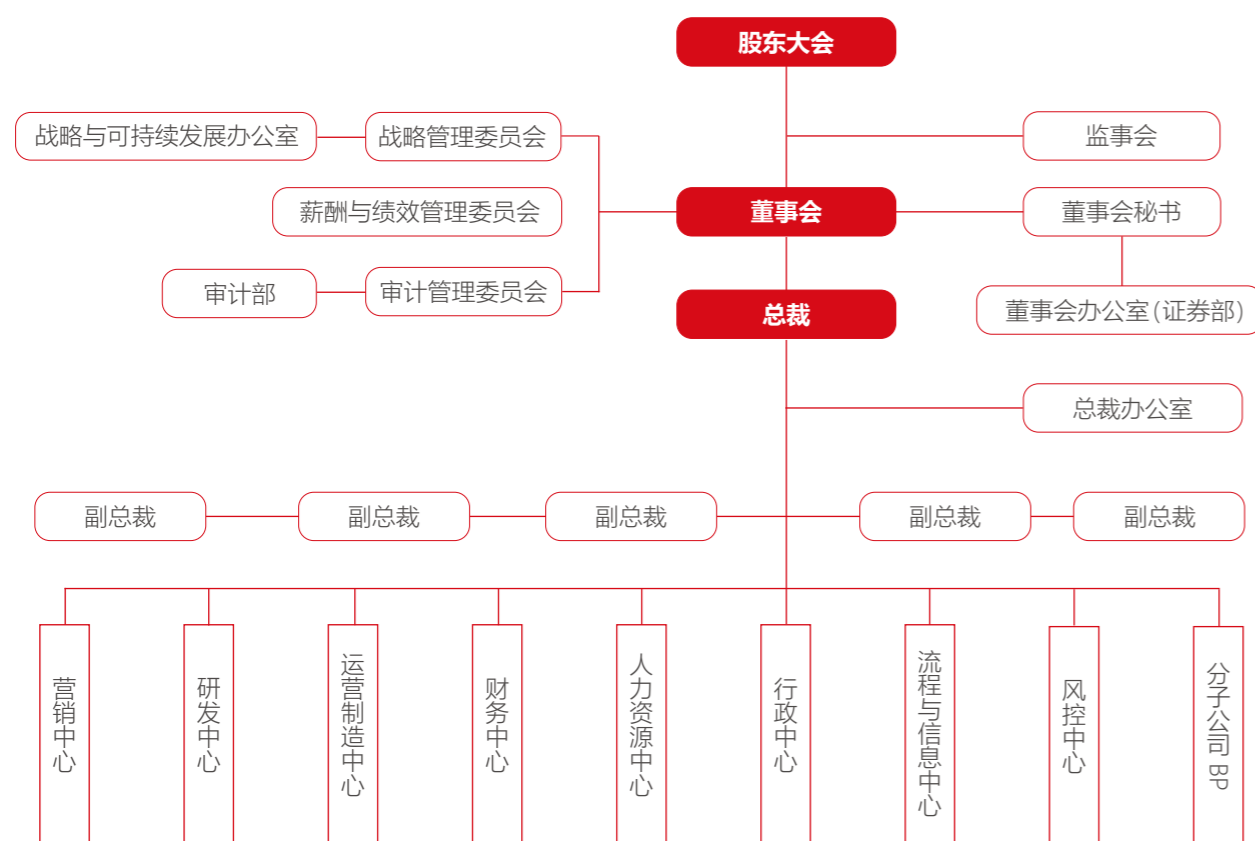 股东大会
战略与可持续发展办公室
战略管理委员会
监事会
薪酬与绩效管理委员会
董事会
董事会秘书
审计部
审计管理委员会
总裁
董事会办公室(证券部)
总裁办公室
副总裁
副总裁
副总裁
副总裁
副总裁
营销中心
研发中心
运营制造中心
财务中心
人力资源中心
行政中心
流程与信息中心
风控中心
分子公司 BP